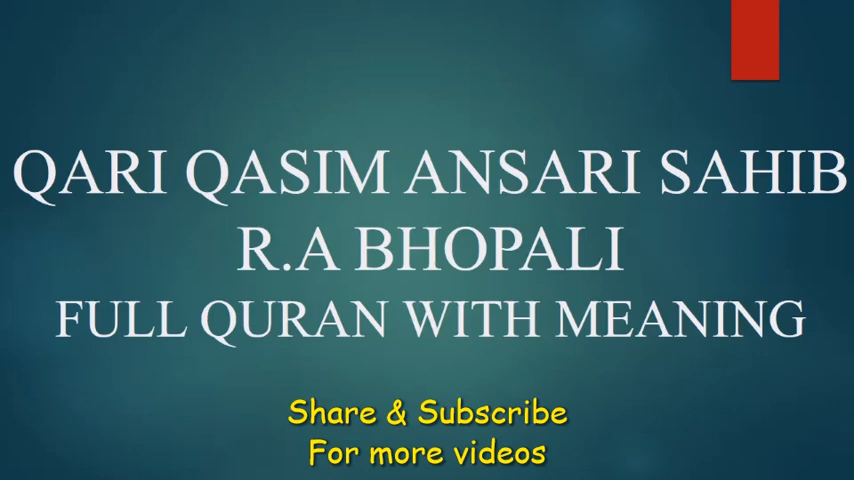 QARI QASIM ANSARI SAHIB
R.A BHOPALI
FULL QURAN WITH MEANING
Share & Subscribe
For more videos